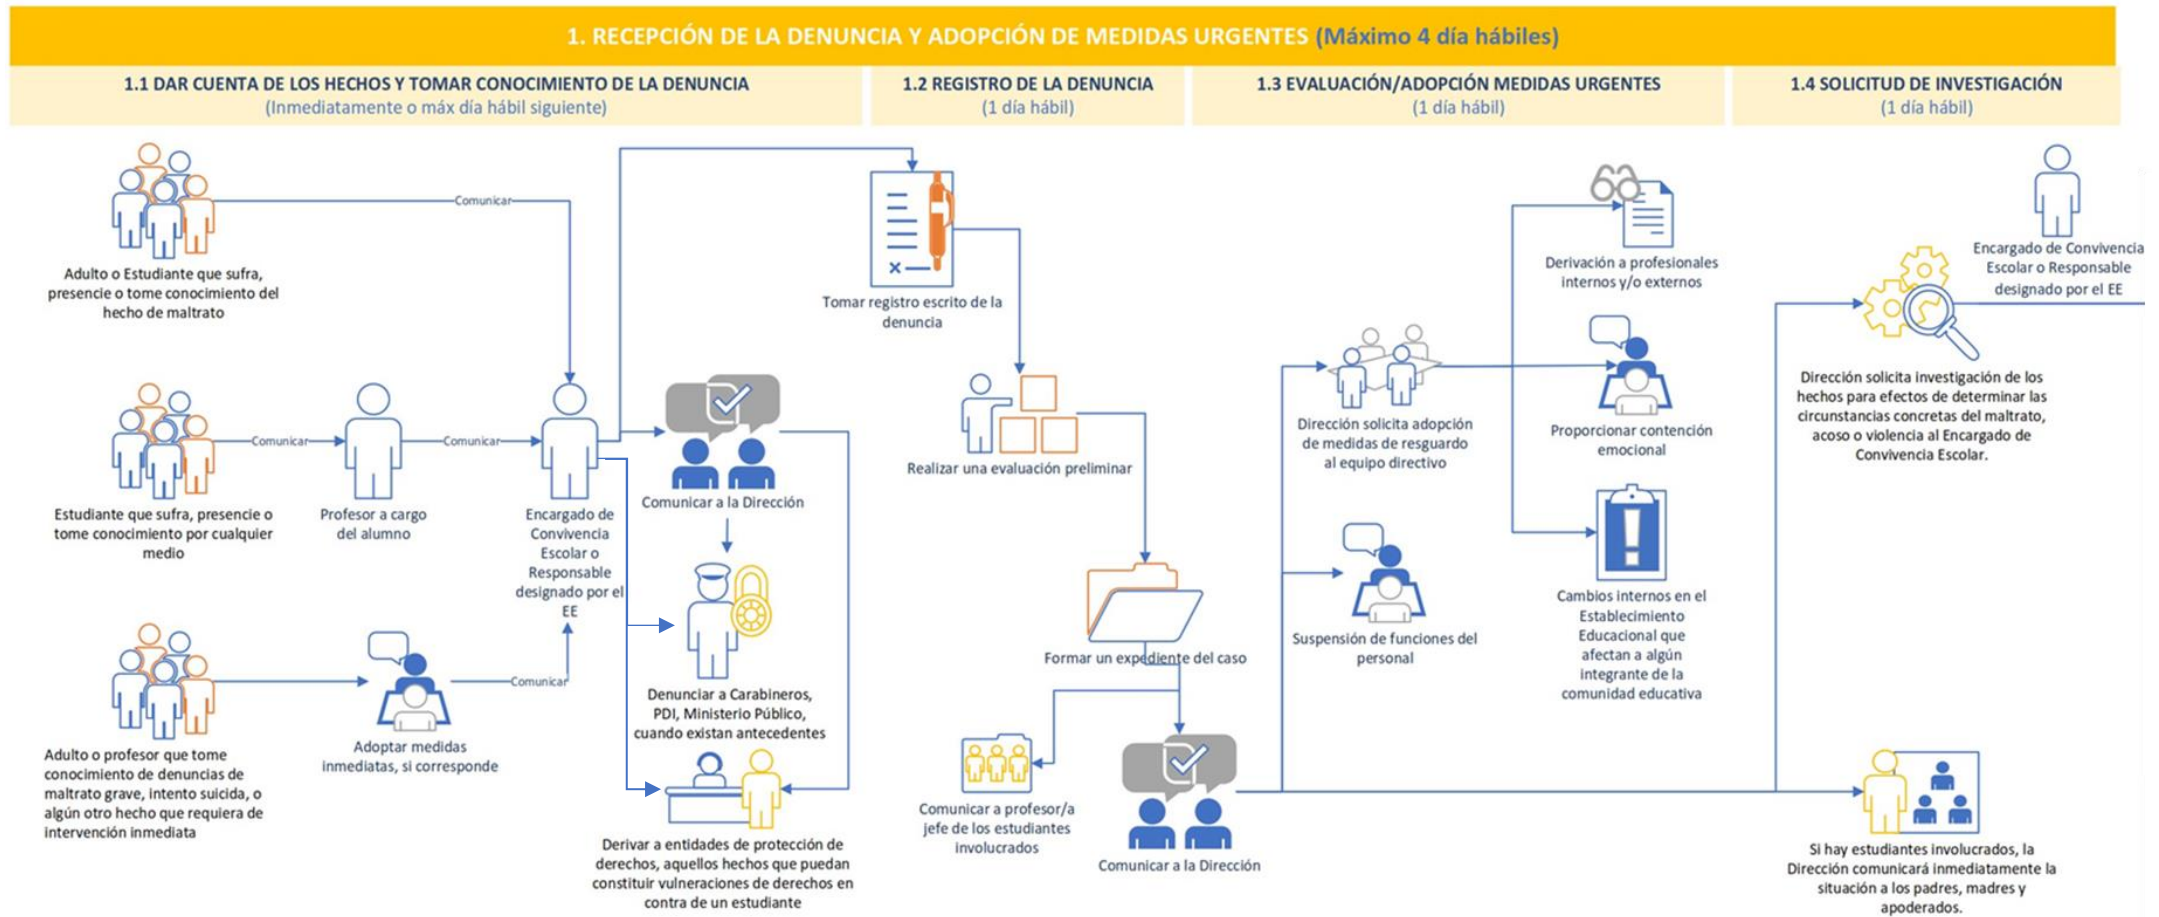 1. RECEPCIÓN DE LA DENUNCIA Y ADOPCIÓN DE MEDIDAS URGENTES (Máximo 4 día hábiles)
1.1 DAR CUENTA DE LOS HECHOS Y TOMAR CONOCIMIENTO DE LA DENUNCIA
(Inmediatamente o máx día hábil siguiente)
1.2 REGISTRO DE LA DENUNCIA
(1 día hábil)
1.3 EVALUACIÓN/ADOPCIÓN MEDIDAS URGENTES
(1 día hábil)
1.4 SOLICITUD DE INVESTIGACIÓN
(1 día hábil)
Comunicar
Adulto o Estudiante que sufra,
presencie o tome conocimiento del
hecho de maltrato
Comunicar
Comunicar
Estudiante que sufra, presencie o
tome conocimiento por cualquier
medio
Profesor a cargo
del alumno
Encargado de
Convivencia
Escolar o
Responsable
designado por el
EE
Comunicar
Adulto o profesor que tome
conocimiento de denuncias de
maltrato grave, intento suicida, o
algún otro hecho que requiera de
intervención inmediata
Adoptar medidas
inmediatas, si corresponde
Comunicar a la Dirección
Denunciar a Carabineros,
PDI, Ministerio Público,
cuando existan antecedentes
Derivar a entidades de protección de
derechos, aquellos hechos que puedan
constituir vulneraciones de derechos en
contra de un estudiante
Tomar registro escrito de la
denuncia
Realizar una evaluación preliminar
Formar un expediente del caso
Comunicar a profesor/a
jefe de los estudiantes
involucrados
Comunicar a la Dirección
Dirección solicita adopción
de medidas de resguardo
al equipo directivo
Suspensión de funciones del
personal
Derivación a profesionales
internos y/o externos
Proporcionar contención
emocional
Cambios internos en el
Establecimiento
Educacional que
afectan a algún
integrante de la
comunidad educativa
Encargado de Convivencia
Escolar o Responsable
designado por el EE
Dirección solicita investigación de los
hechos para efectos de determinar las
circunstancias concretas del maltrato,
acoso o violencia al Encargado de
Convivencia Escolar.
Si hay estudiantes involucrados, la
Dirección comunicará inmediatamente la
situación a los padres, madres y
apoderados.